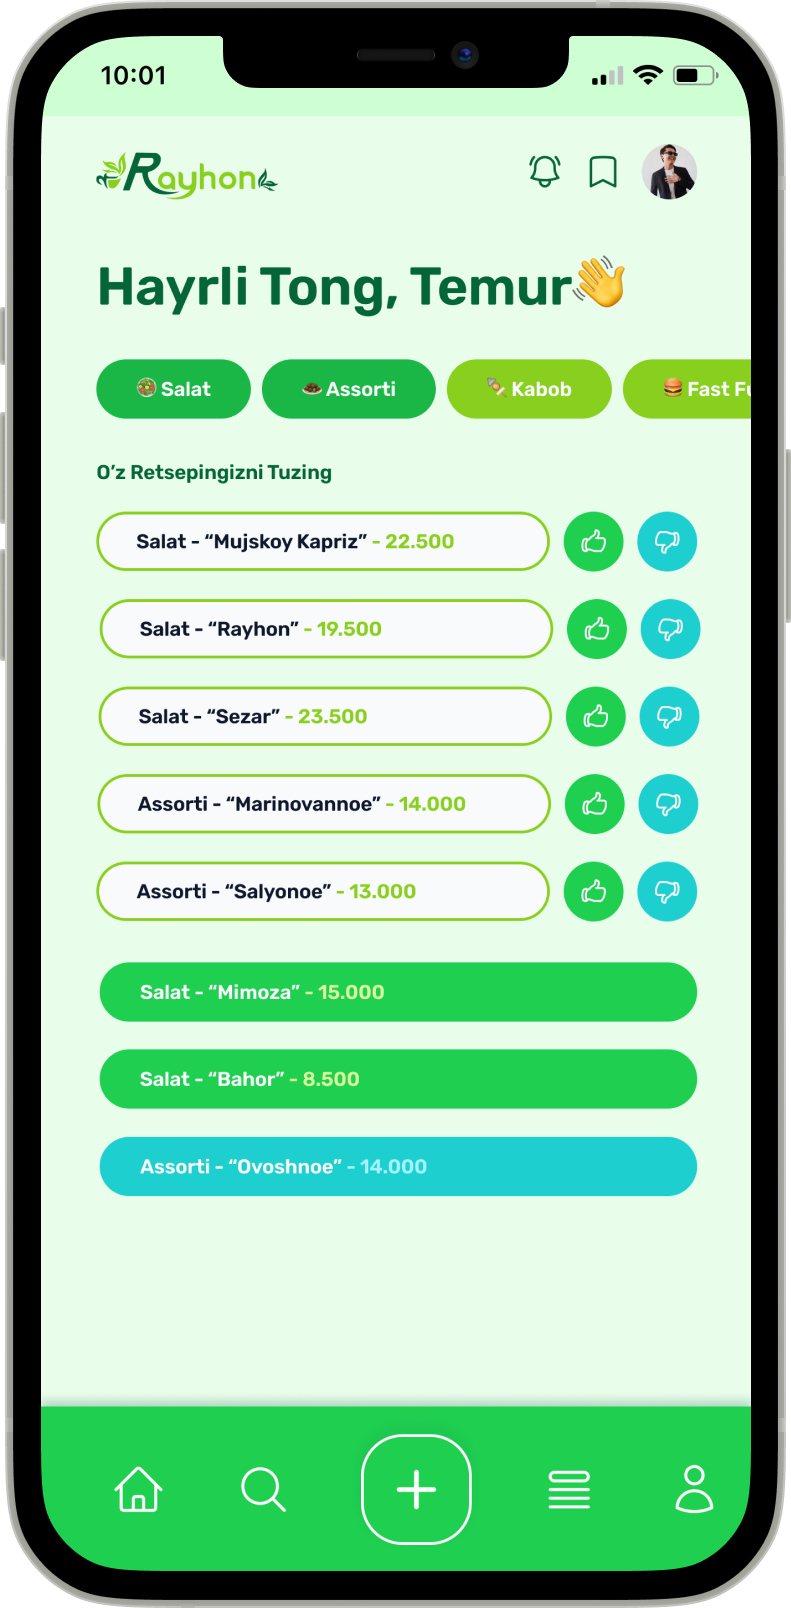 10:01
Rayhon
Hayrli Tong, Temur👋
Salat Assorti Kabob Fast Fu
O'z Retsepingizni Tuzing
Salat - “Mujskoy Kapriz” - 22.500
Salat - “Rayhon” - 19.500
Salat - “Sezar” - 23.500
Assorti - “Marinovannoe” - 14.000
Assorti - “Salyonoe” - 13.000
Salat - “Mimoza” - 15.000
Salat - “Bahor” - 8.500
Assorti - “Ovoshnoe” - 14.000